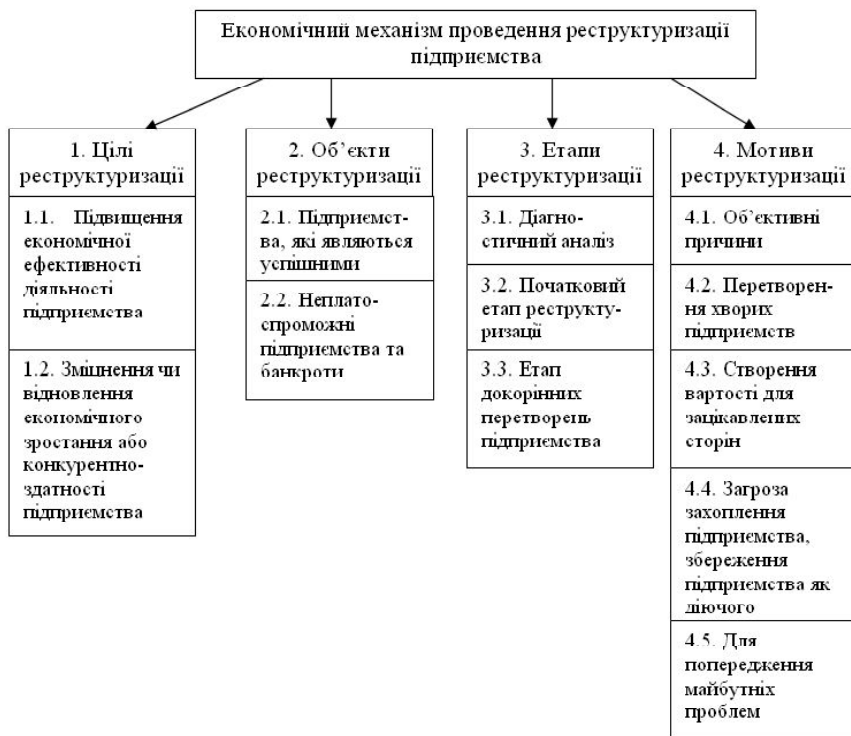 Економічний механізм проведення реструктуризації
підприємства
1. Цілі
реструктуризації
1.1. Підвищення
економічної
ефективності
діяльності
підприємства
1.2. Зміцнення чи
відновлення
економічного
зростання або
конкурентно-
здатності
підприємства
2. Об’єкти
реструктуризації
2.1. Підприємст-
ва, які являються
успішними
2.2. Неплато-
спроможні
підприємства та
банкроти
3. Етапи
реструктуризації
3.1. Діагно-
стичний аналіз
3.2. Початковий
етап реструкту-
ризації
3.3. Етап
докорінних
перетворень
підприємства
4. Мотиви
реструктуризації
4.1. Об’єктивні
причини
4.2. Перетворен-
ня хворих
підприємств
4.3. Створення
вартості для
зацікавлених
сторін
4.4. Загроза
захоплення
підприємства,
збереження
підприємства як
діючого
4.5. Для
попередження
майбутніх
проблем